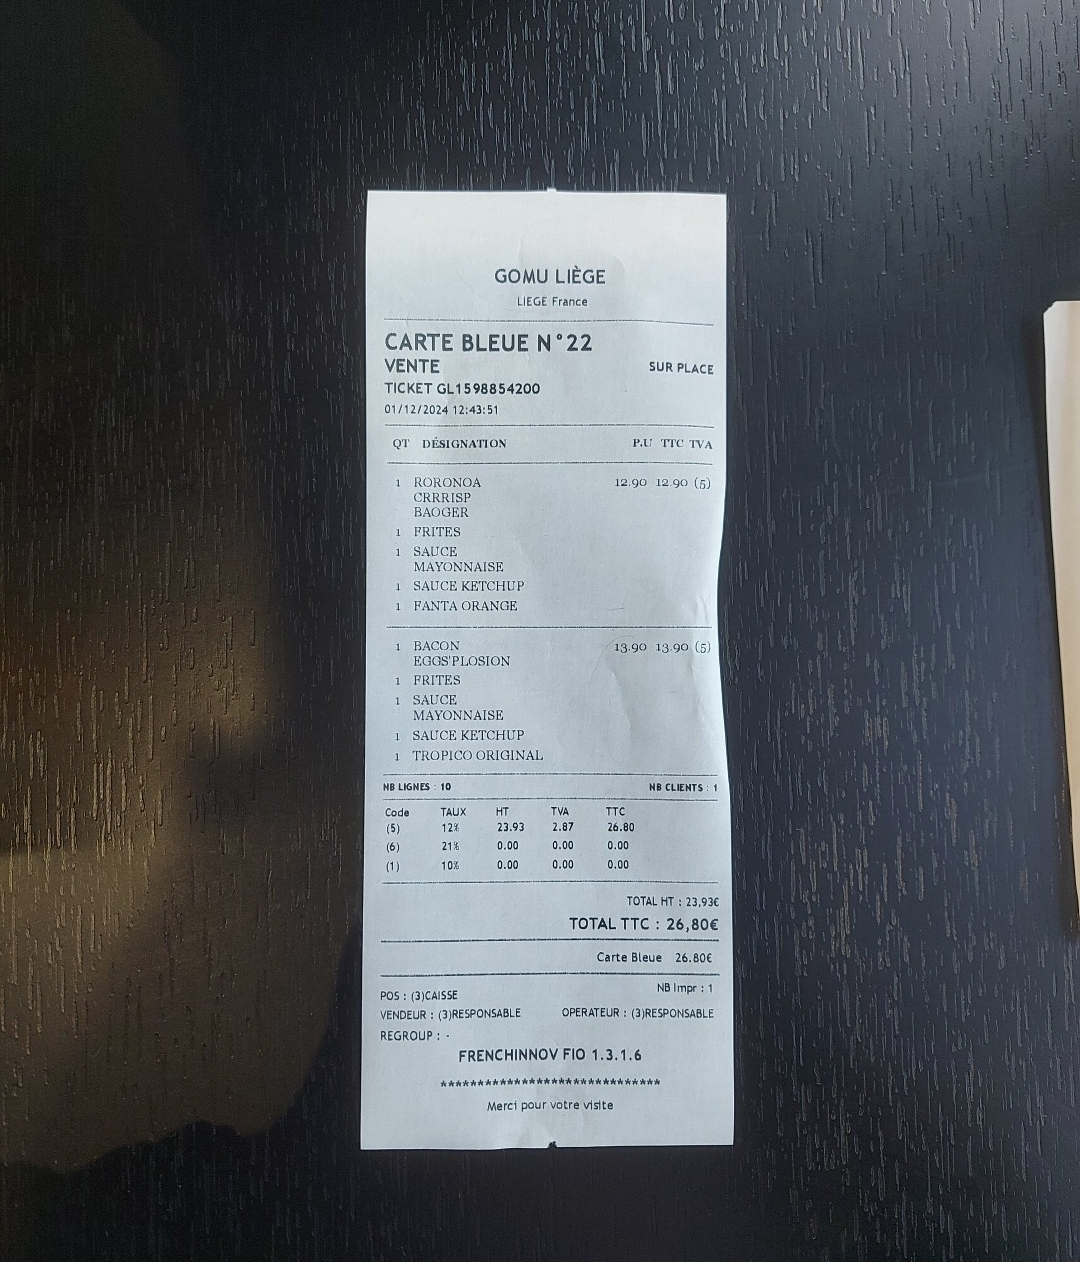 GOMU LIÈGE
LIEGE France
CARTE BLEUE N°22
VENTE SUR PLACE
TICKET GL1598854200
01/12/2024 12:43:51
QT DÉSIGNATION P.U TTC TVA
1 RORONOA 12.90 12.90 (5)
CRRRISP
BAOGER
1 FRITES
1 SAUCE
MAYONNAISE
1 SAUCE KETCHUP
1 FANTA ORANGE
1 BACON 13.90 13.90 (5)
EGGS'PLOSION
1 FRITES
1 SAUCE
MAYONNAISE
1 SAUCE KETCHUP
1 TROPICO ORIGINAL
NB LIGNES : 10 NB CLIENTS : 1
Code TAUX HT TVA TTC
(5) 12% 23.93 2.87 26.80
(6) 21% 0.00 0.00 0.00
(1) 10% 0.00 0.00 0.00
TOTAL HT : 23,93€
TOTAL TTC : 26,80€
Carte Bleue 26.80€
NB Impr : 1
POS : (3)CAISSE
VENDEUR : (3)RESPONSABLE OPERATEUR : (3)RESPONSABLE
REGROUP : -
FRENCHINNOV FIO 1.3.1.6
******************************
Merci pour votre visite